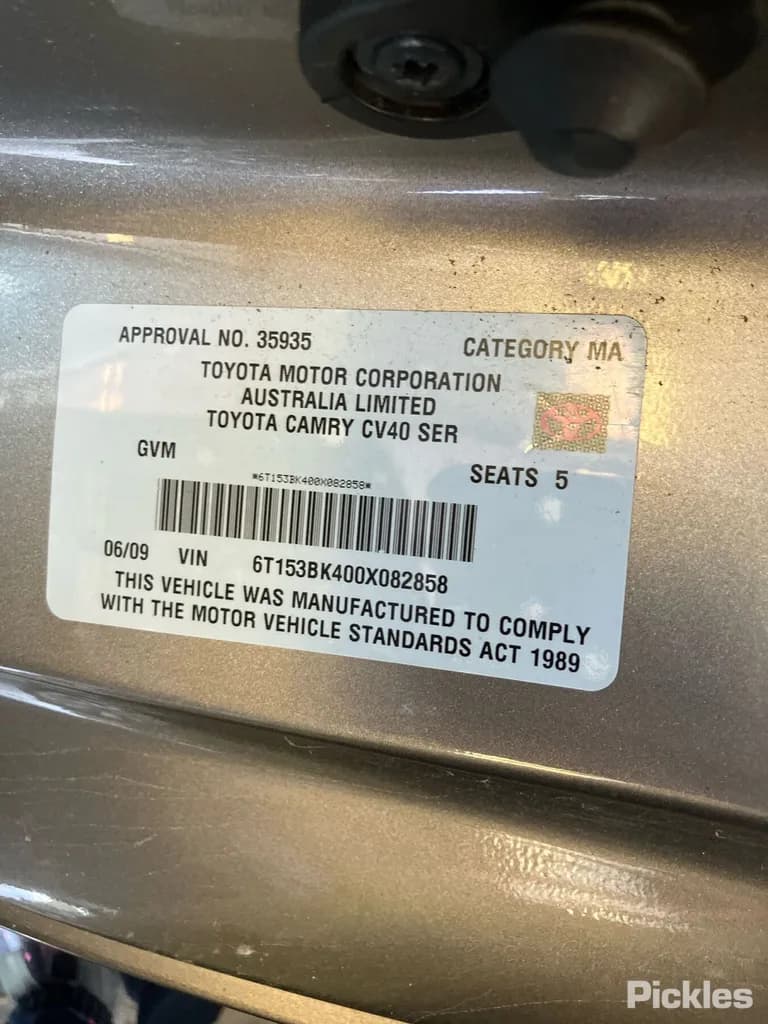 APPROVAL NO. 35935 CATEGORY MA
TOYOTA MOTOR CORPORATION
AUSTRALIA LIMITED
TOYOTA CAMRY CV40 SER
GVM SEATS 5
*6T153BK400X082858*
06/09 VIN 6T153BK400X082858
THIS VEHICLE WAS MANUFACTURED TO COMPLY
WITH THE MOTOR VEHICLE STANDARDS ACT 1989
Pickles